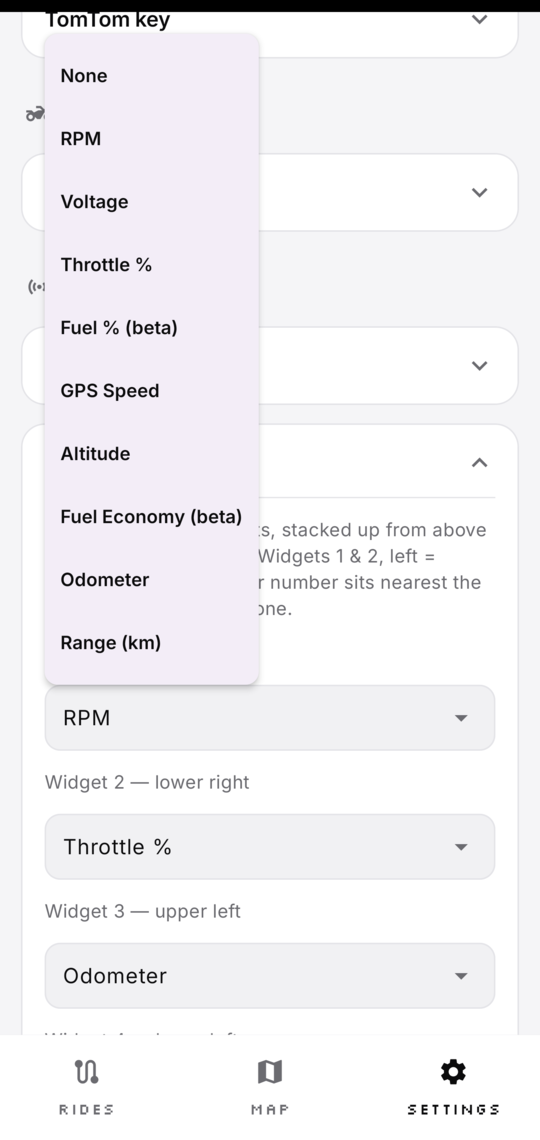 TomTom key
None
RPM
Voltage
Throttle %
Fuel % (beta)
GPS Speed
Altitude
Fuel Economy (beta)
Odometer
Range (km)
, stacked up from above
Widgets 1 & 2, left =
number sits nearest the
RPM
Widget 2 — lower right
Throttle %
Widget 3 — upper left
Odometer
RIDES
MAP
SETTINGS